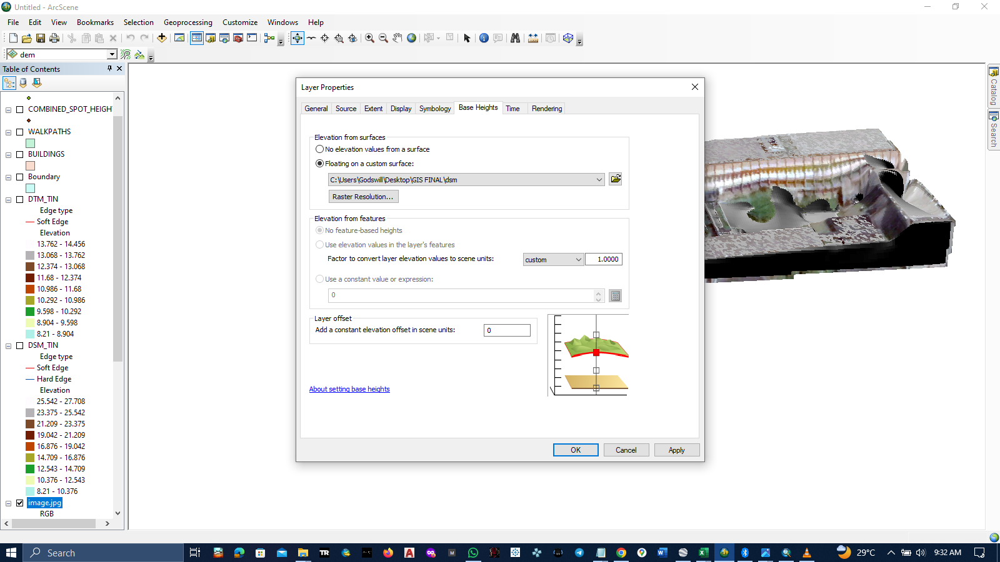 Untitled - ArcScene
File Edit View Bookmarks Selection Geoprocessing Customize Windows Help
dem
Table of Contents
COMBINED_SPOT_HEIGH
WALKPATHS
BUILDINGS
Boundary
DTM_TIN
Edge type
Soft Edge
Elevation
13.762 - 14.456
13.068 - 13.762
12.374 - 13.068
11.68 - 12.374
10.986 - 11.68
10.292 - 10.986
9.598 - 10.292
8.904 - 9.598
8.21 - 8.904
DSM_TIN
Edge type
Soft Edge
Hard Edge
Elevation
25.542 - 27.708
23.375 - 25.542
21.209 - 23.375
19.042 - 21.209
16.876 - 19.042
14.709 - 16.876
12.543 - 14.709
10.376 - 12.543
8.21 - 10.376
image.jpg
RGB
Layer Properties
General Source Extent Display Symbology Base Heights Time Rendering
Elevation from surfaces
No elevation values from a surface
Floating on a custom surface:
C:\Users\Godswill\Desktop\GIS FINAL\dsm
Raster Resolution...
Elevation from features
No feature-based heights
Use elevation values in the layer's features
Factor to convert layer elevation values to scene units: custom 1.0000
Use a constant value or expression:
0
Layer offset
Add a constant elevation offset in scene units: 0
About setting base heights
OK Cancel Apply
Catalog
Search
Search
TR
29°C
9:32 AM